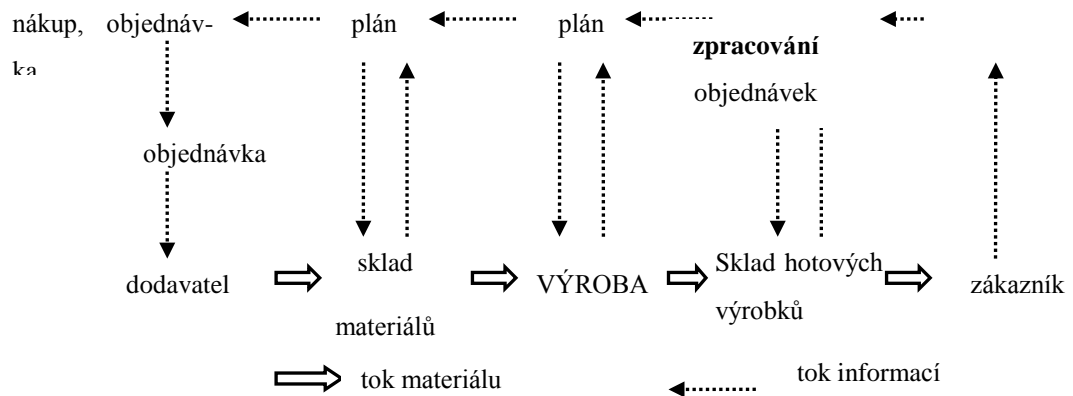 nákup, objednáv-
ka
plán
plán
zpracování
objednávek
objednávka
dodavatel
sklad
materiálů
VÝROBA
Sklad hotových
výrobků
zákazník
tok materiálu
tok informací